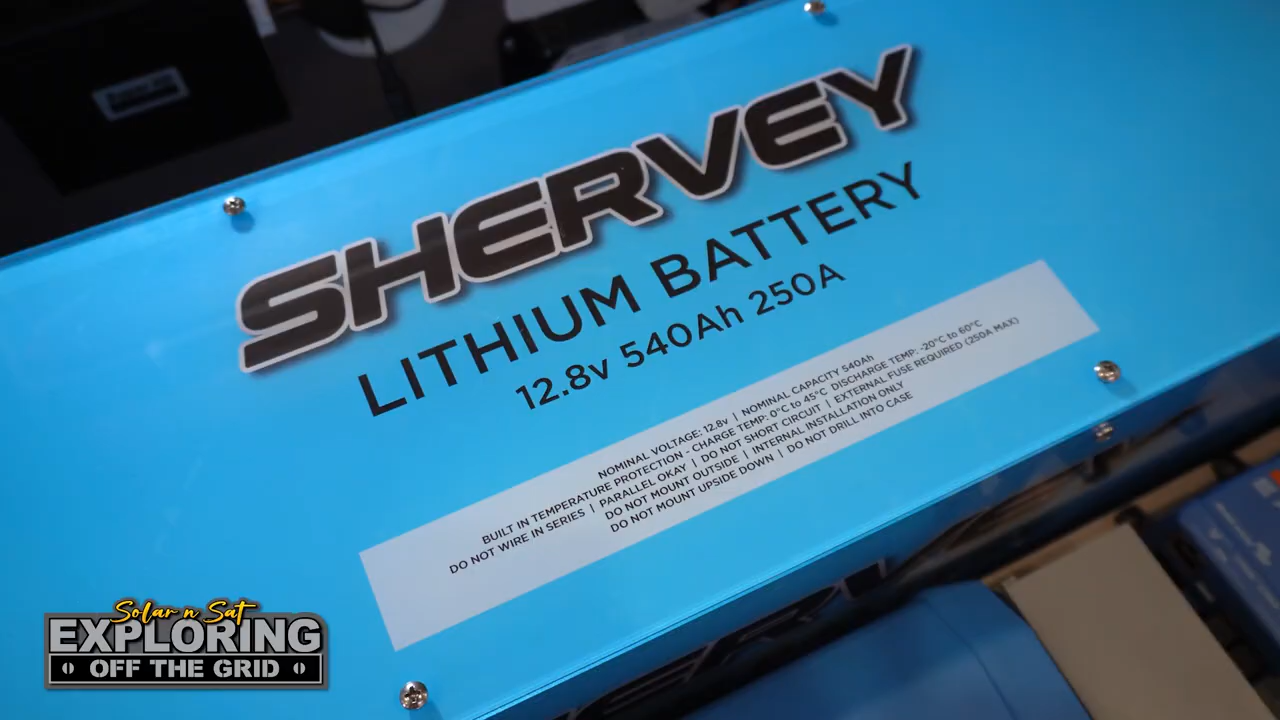 SHERVEY
LITHIUM BATTERY
12.8v 540Ah 250A
NOMINAL VOLTAGE: 12.8v | NOMINAL CAPACITY 540Ah
BUILT IN TEMPERATURE PROTECTION - CHARGE TEMP: 0°C to 45°C DISCHARGE TEMP: -20°C to 60°C
DO NOT WIRE IN SERIES | PARALLEL OKAY | DO NOT SHORT CIRCUIT | EXTERNAL FUSE REQUIRED (250A MAX)
DO NOT MOUNT OUTSIDE | INTERNAL INSTALLATION ONLY
DO NOT MOUNT UPSIDE DOWN | DO NOT DRILL INTO CASE
Solar n Sat
EXPLORING
OFF THE GRID